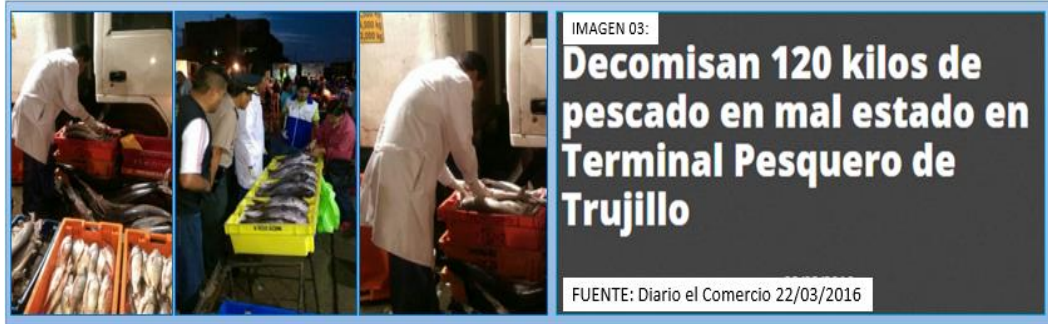 IMAGEN 03:
Decomisan 120 kilos de
pescado en mal estado en
Terminal Pesquero de
Trujillo
FUENTE: Diario el Comercio 22/03/2016